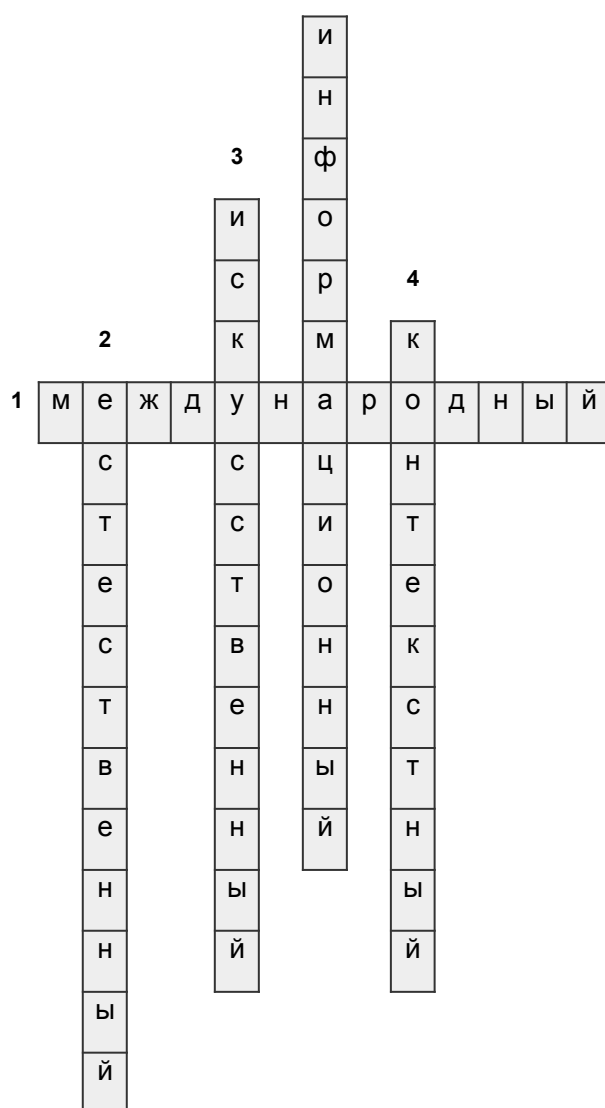 информационный
3 искусственный
4 контекстный
2 естественный
1 международный